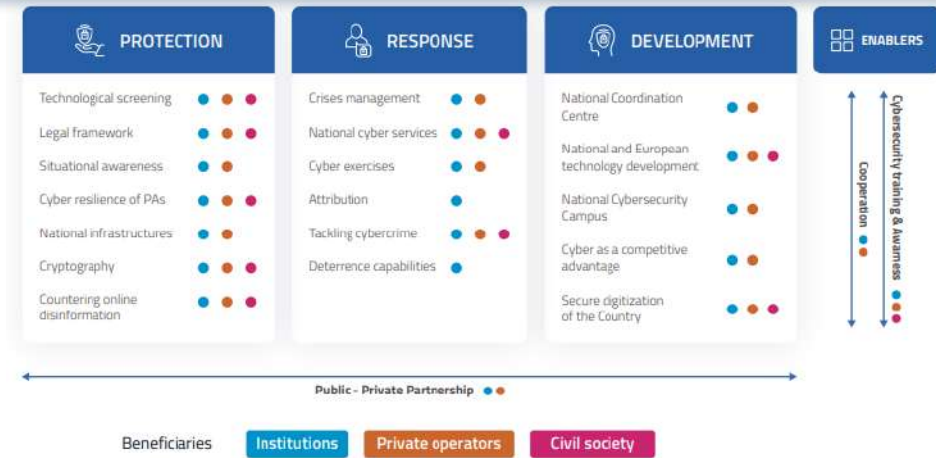 PROTECTION
Technological screening
Legal framework
Situational awareness
Cyber resilience of PAs
National infrastructures
Cryptography
Countering online
disinformation
RESPONSE
Crises management
National cyber services
Cyber exercises
Attribution
Tackling cybercrime
Deterrence capabilities
DEVELOPMENT
National Coordination
Centre
National and European
technology development
National Cybersecurity
Campus
Cyber as a competitive
advantage
Secure digitization
of the Country
ENABLERS
Cooperation
Cybersecurity training & Awarness
Public - Private Partnership
Beneficiaries
Institutions
Private operators
Civil society